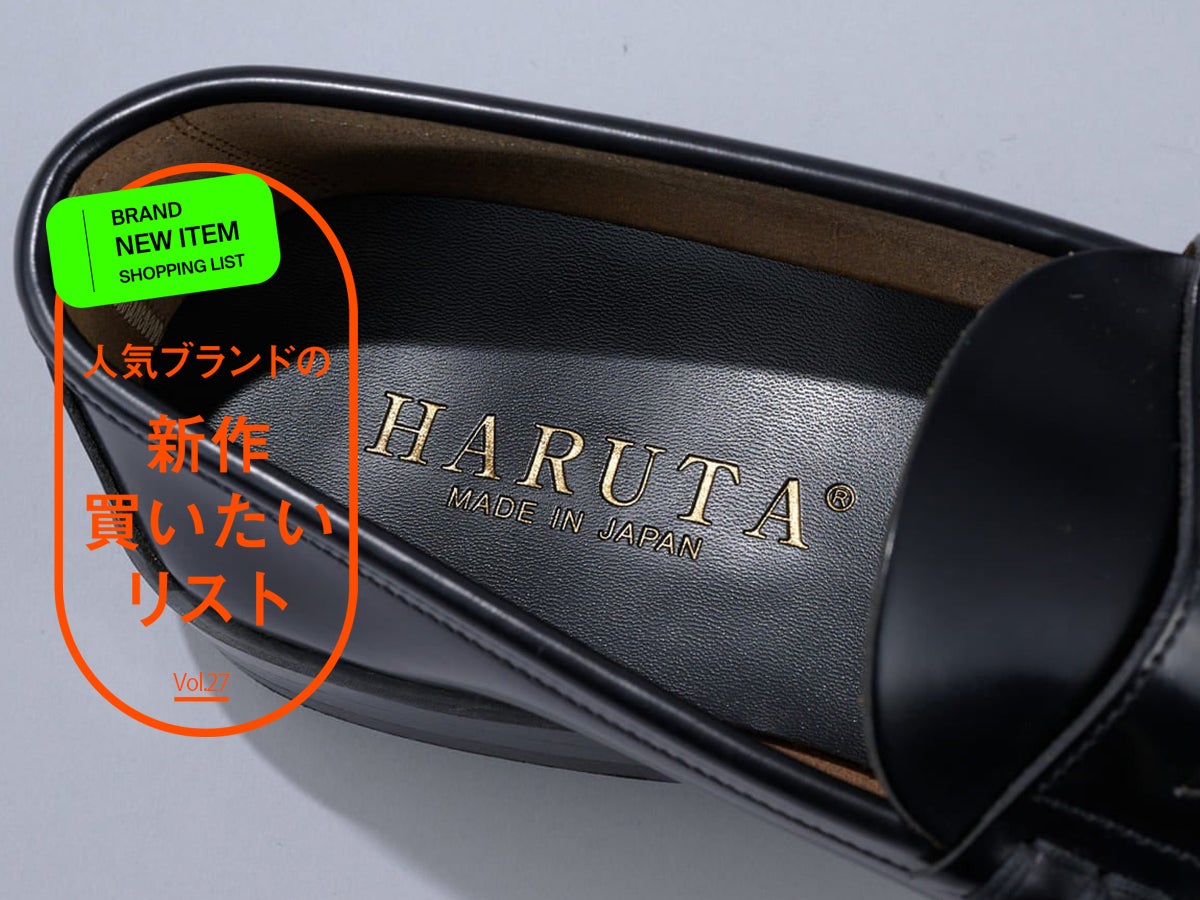 BRAND
NEW ITEM
SHOPPING LIST
人気ブランドの
新作
買いたい
リスト
Vol.27
HARUTA®
MADE IN JAPAN